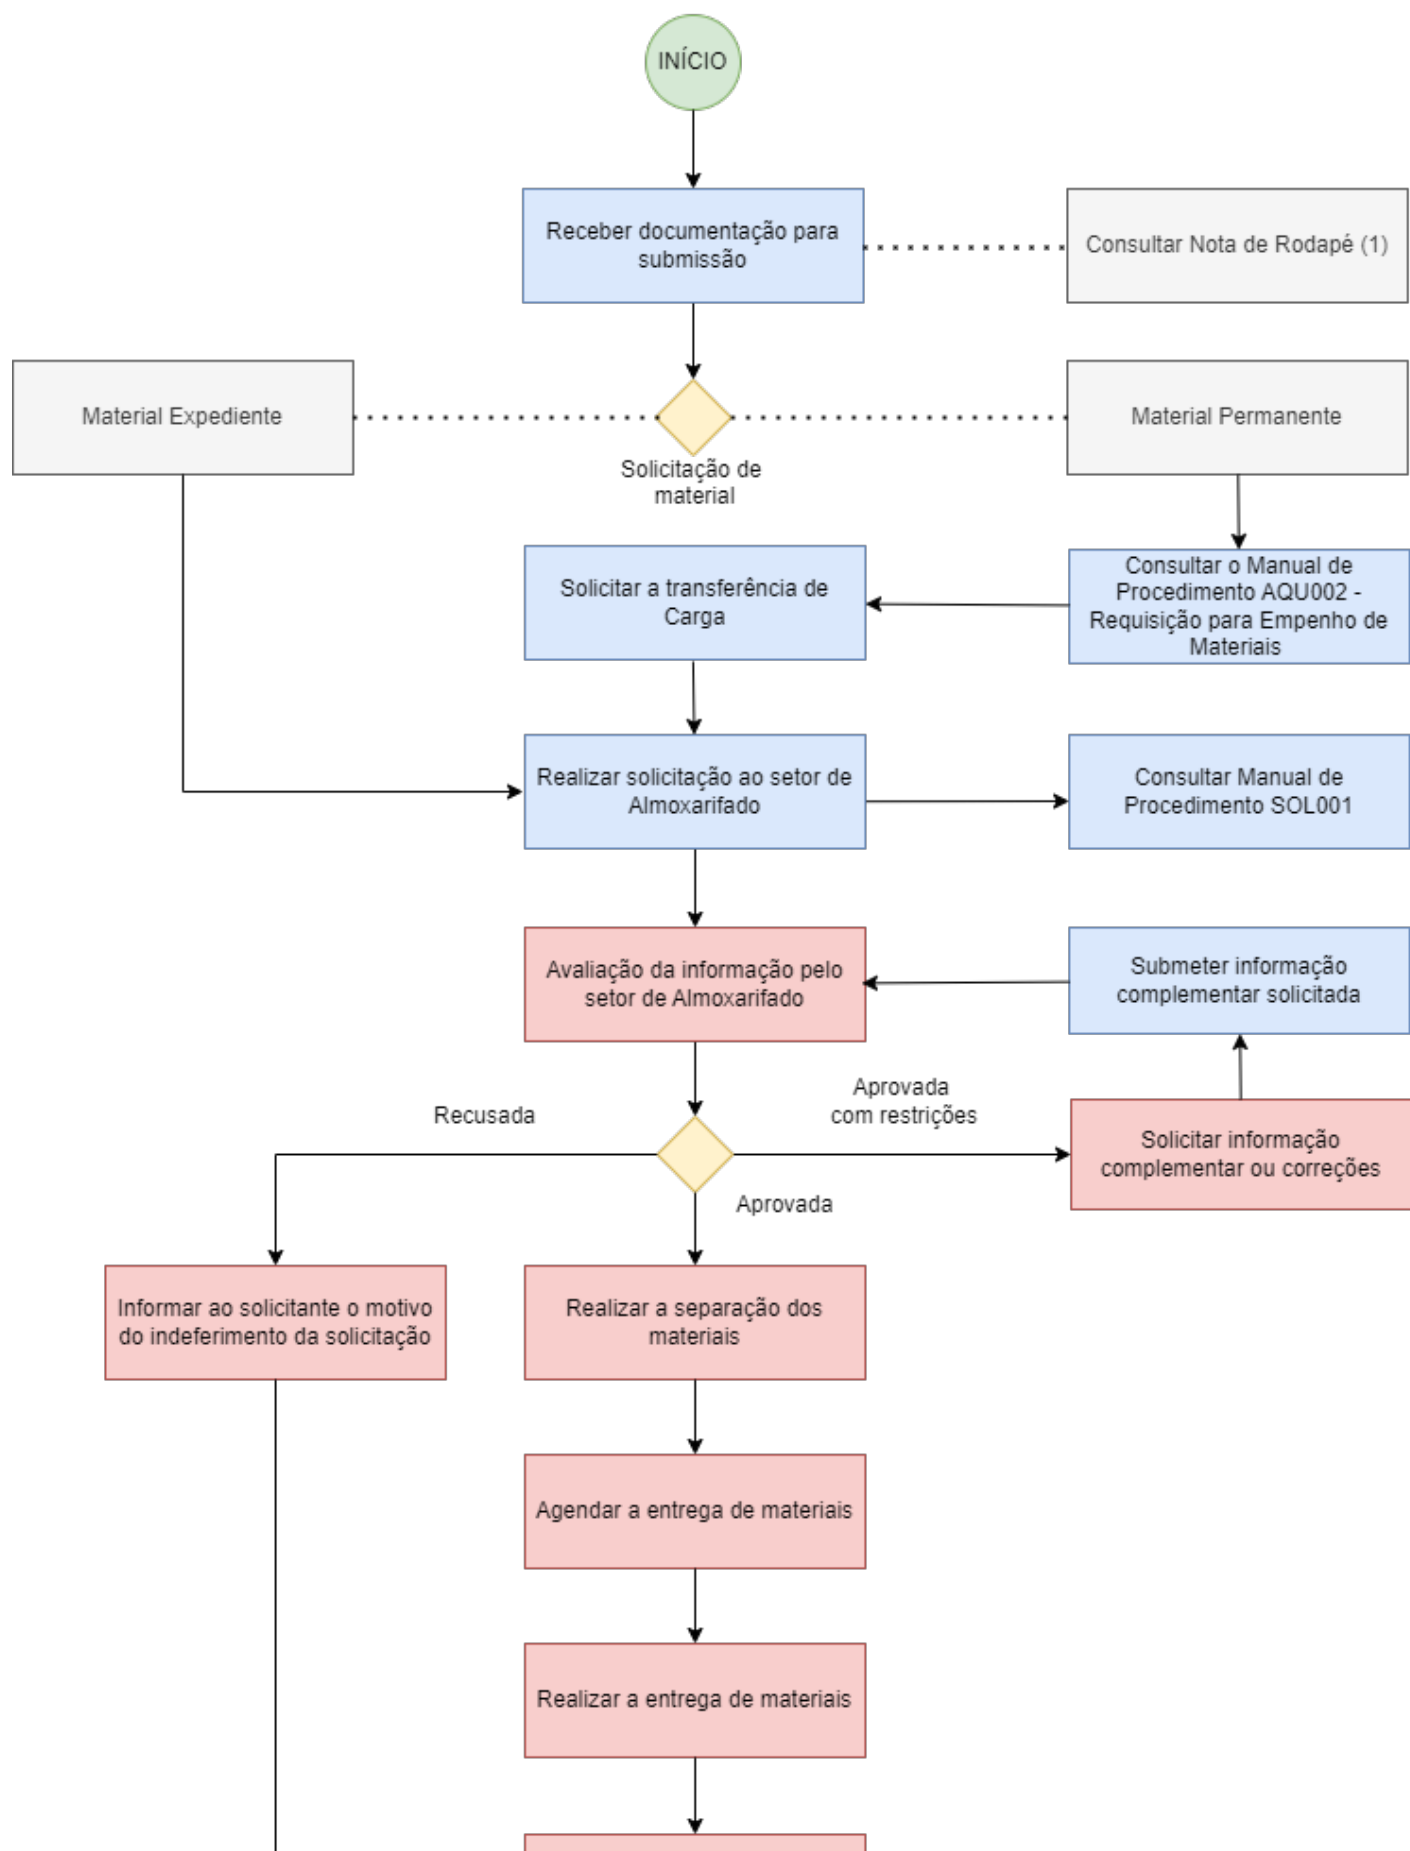 INÍCIO
Receber documentação para
submissão
Consultar Nota de Rodapé (1)
Material Expediente
Material Permanente
Solicitação de
material
Solicitar a transferência de
Carga
Consultar o Manual de
Procedimento AQU002 -
Requisição para Empenho de
Materiais
Realizar solicitação ao setor de
Almoxarifado
Consultar Manual de
Procedimento SOL001
Avaliação da informação pelo
setor de Almoxarifado
Submeter informação
complementar solicitada
Recusada
Aprovada
com restrições
Solicitar informação
complementar ou correções
Aprovada
Informar ao solicitante o motivo
do indeferimento da solicitação
Realizar a separação dos
materiais
Agendar a entrega de materiais
Realizar a entrega de materiais